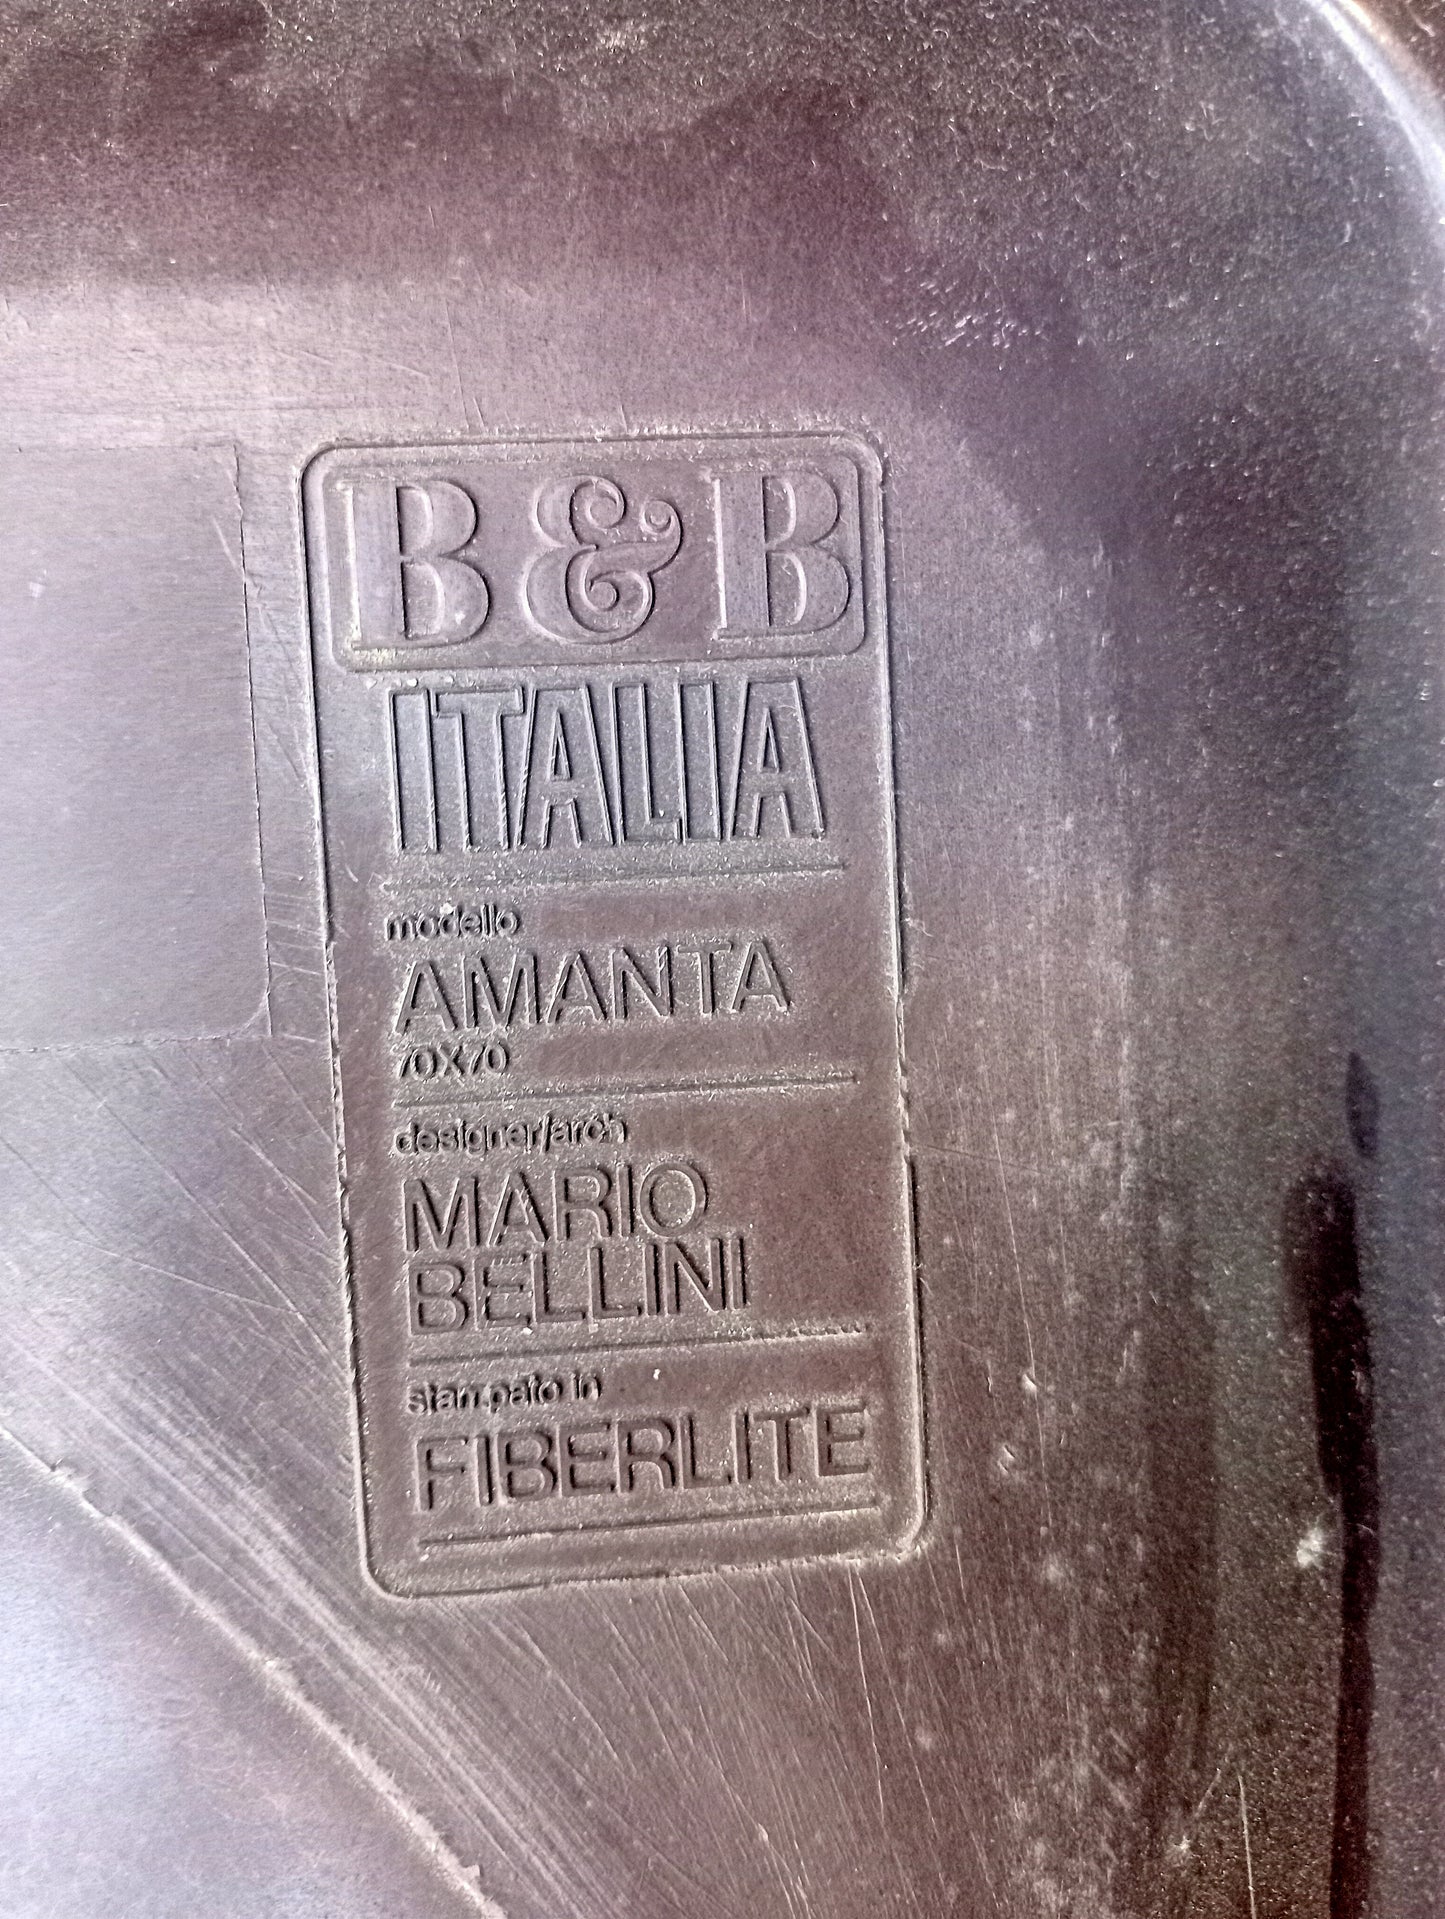 B&B
ITALIA
modello
AMANTA
70X70
designer/arch
MARIO
BELLINI
stampato in
FIBERLITE